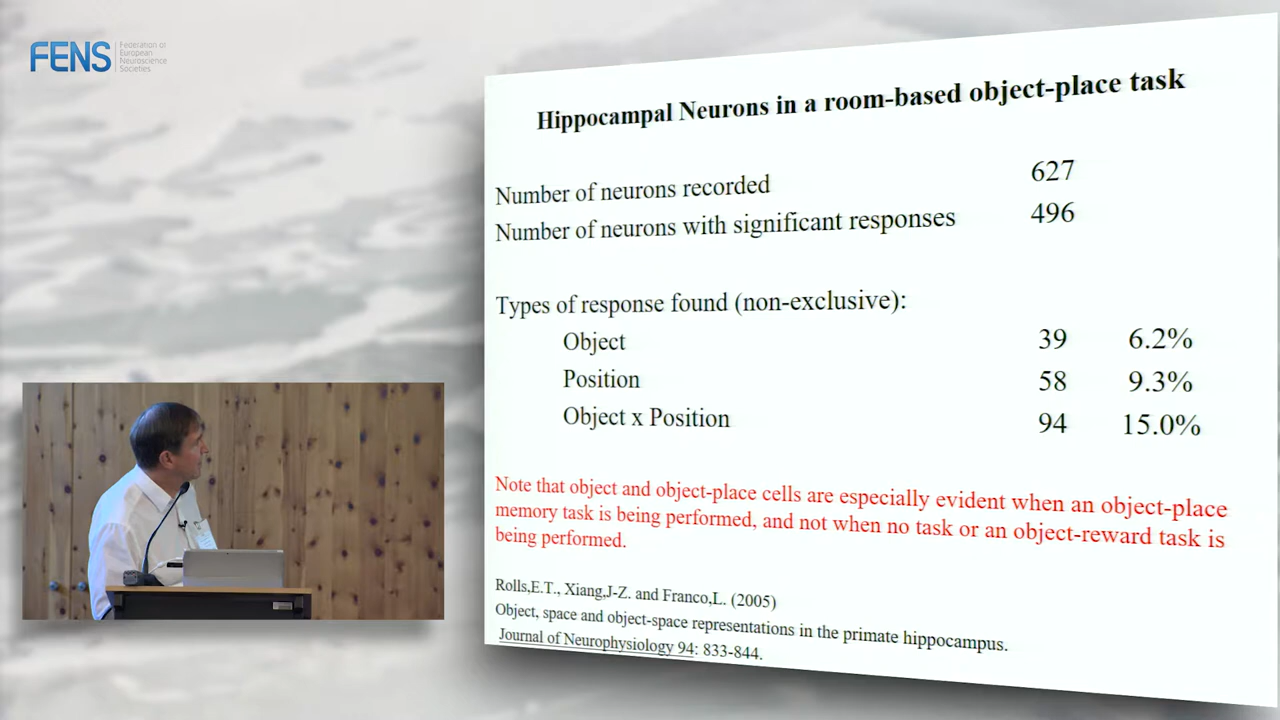 FENS
Federation of
European
Neuroscience
Societies
Hippocampal Neurons in a room-based object-place task
Number of neurons recorded 627
Number of neurons with significant responses 496
Types of response found (non-exclusive):
Object 39 6.2%
Position 58 9.3%
Object x Position 94 15.0%
Note that object and object-place cells are especially evident when an object-place
memory task is being performed, and not when no task or an object-reward task is
being performed.
Rolls,E.T., Xiang,J-Z. and Franco,L. (2005)
Object, space and object-space representations in the primate hippocampus.
Journal of Neurophysiology 94: 833-844.